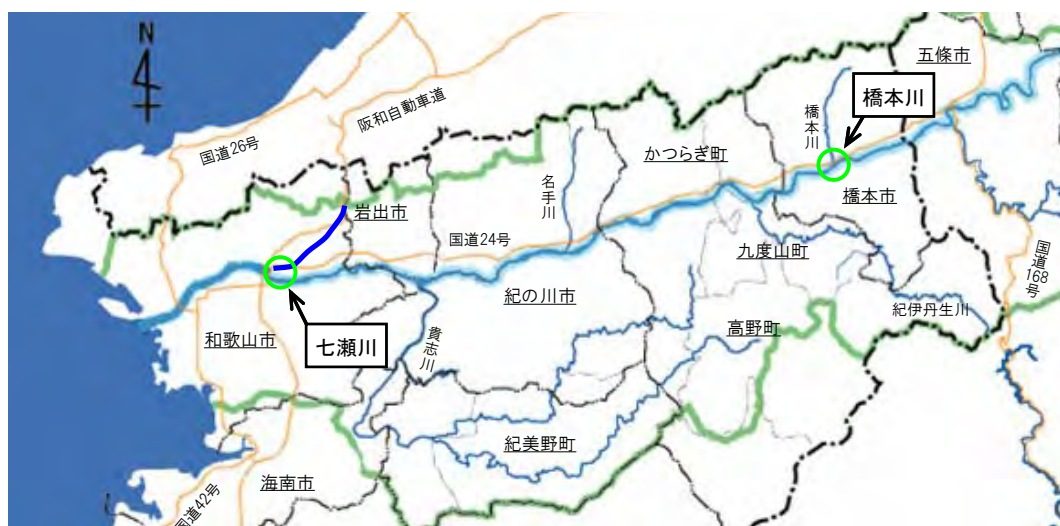 N
国道26号
阪和自動車道
五條市
橋本川
橋本川
かつらぎ町
名手川
岩出市
国道24号
橋本市
九度山町
国道168号
紀の川市
紀伊丹生川
和歌山市
七瀬川
貴志川
高野町
紀美野町
海南市
国道42号